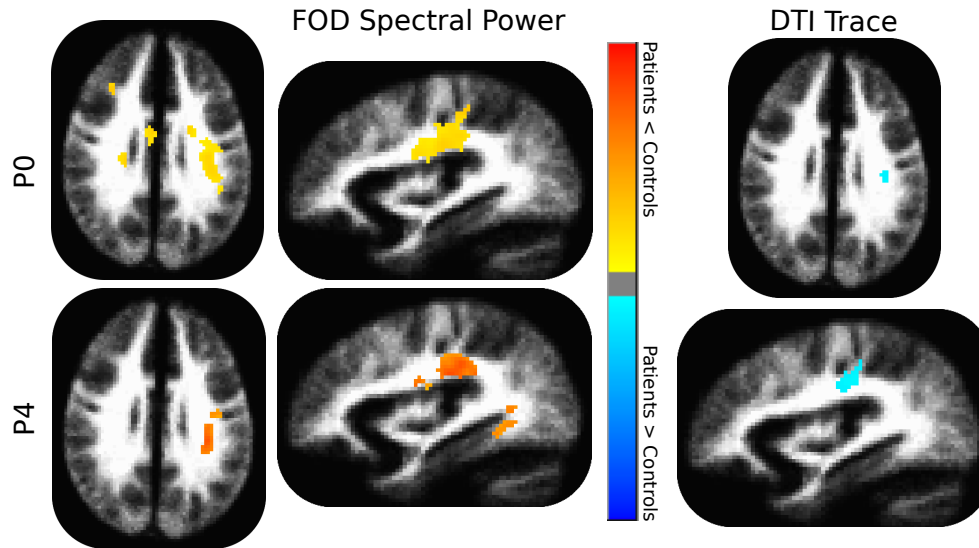 FOD Spectral Power
DTI Trace
P0
Patients < Controls
P4
Patients > Controls